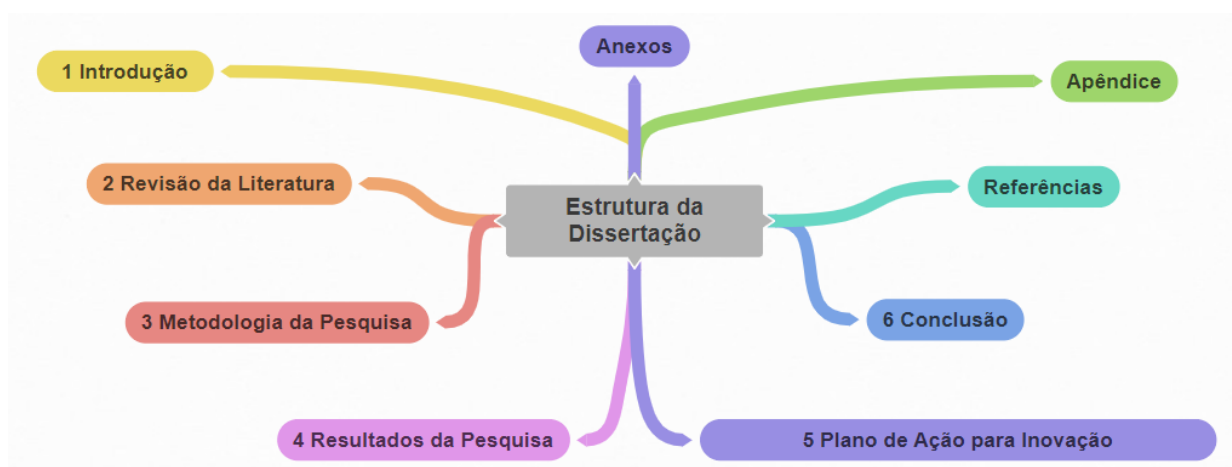 Anexos
1 Introdução
Apêndice
2 Revisão da Literatura
Referências
Estrutura da
Dissertação
3 Metodologia da Pesquisa
6 Conclusão
4 Resultados da Pesquisa
5 Plano de Ação para Inovação